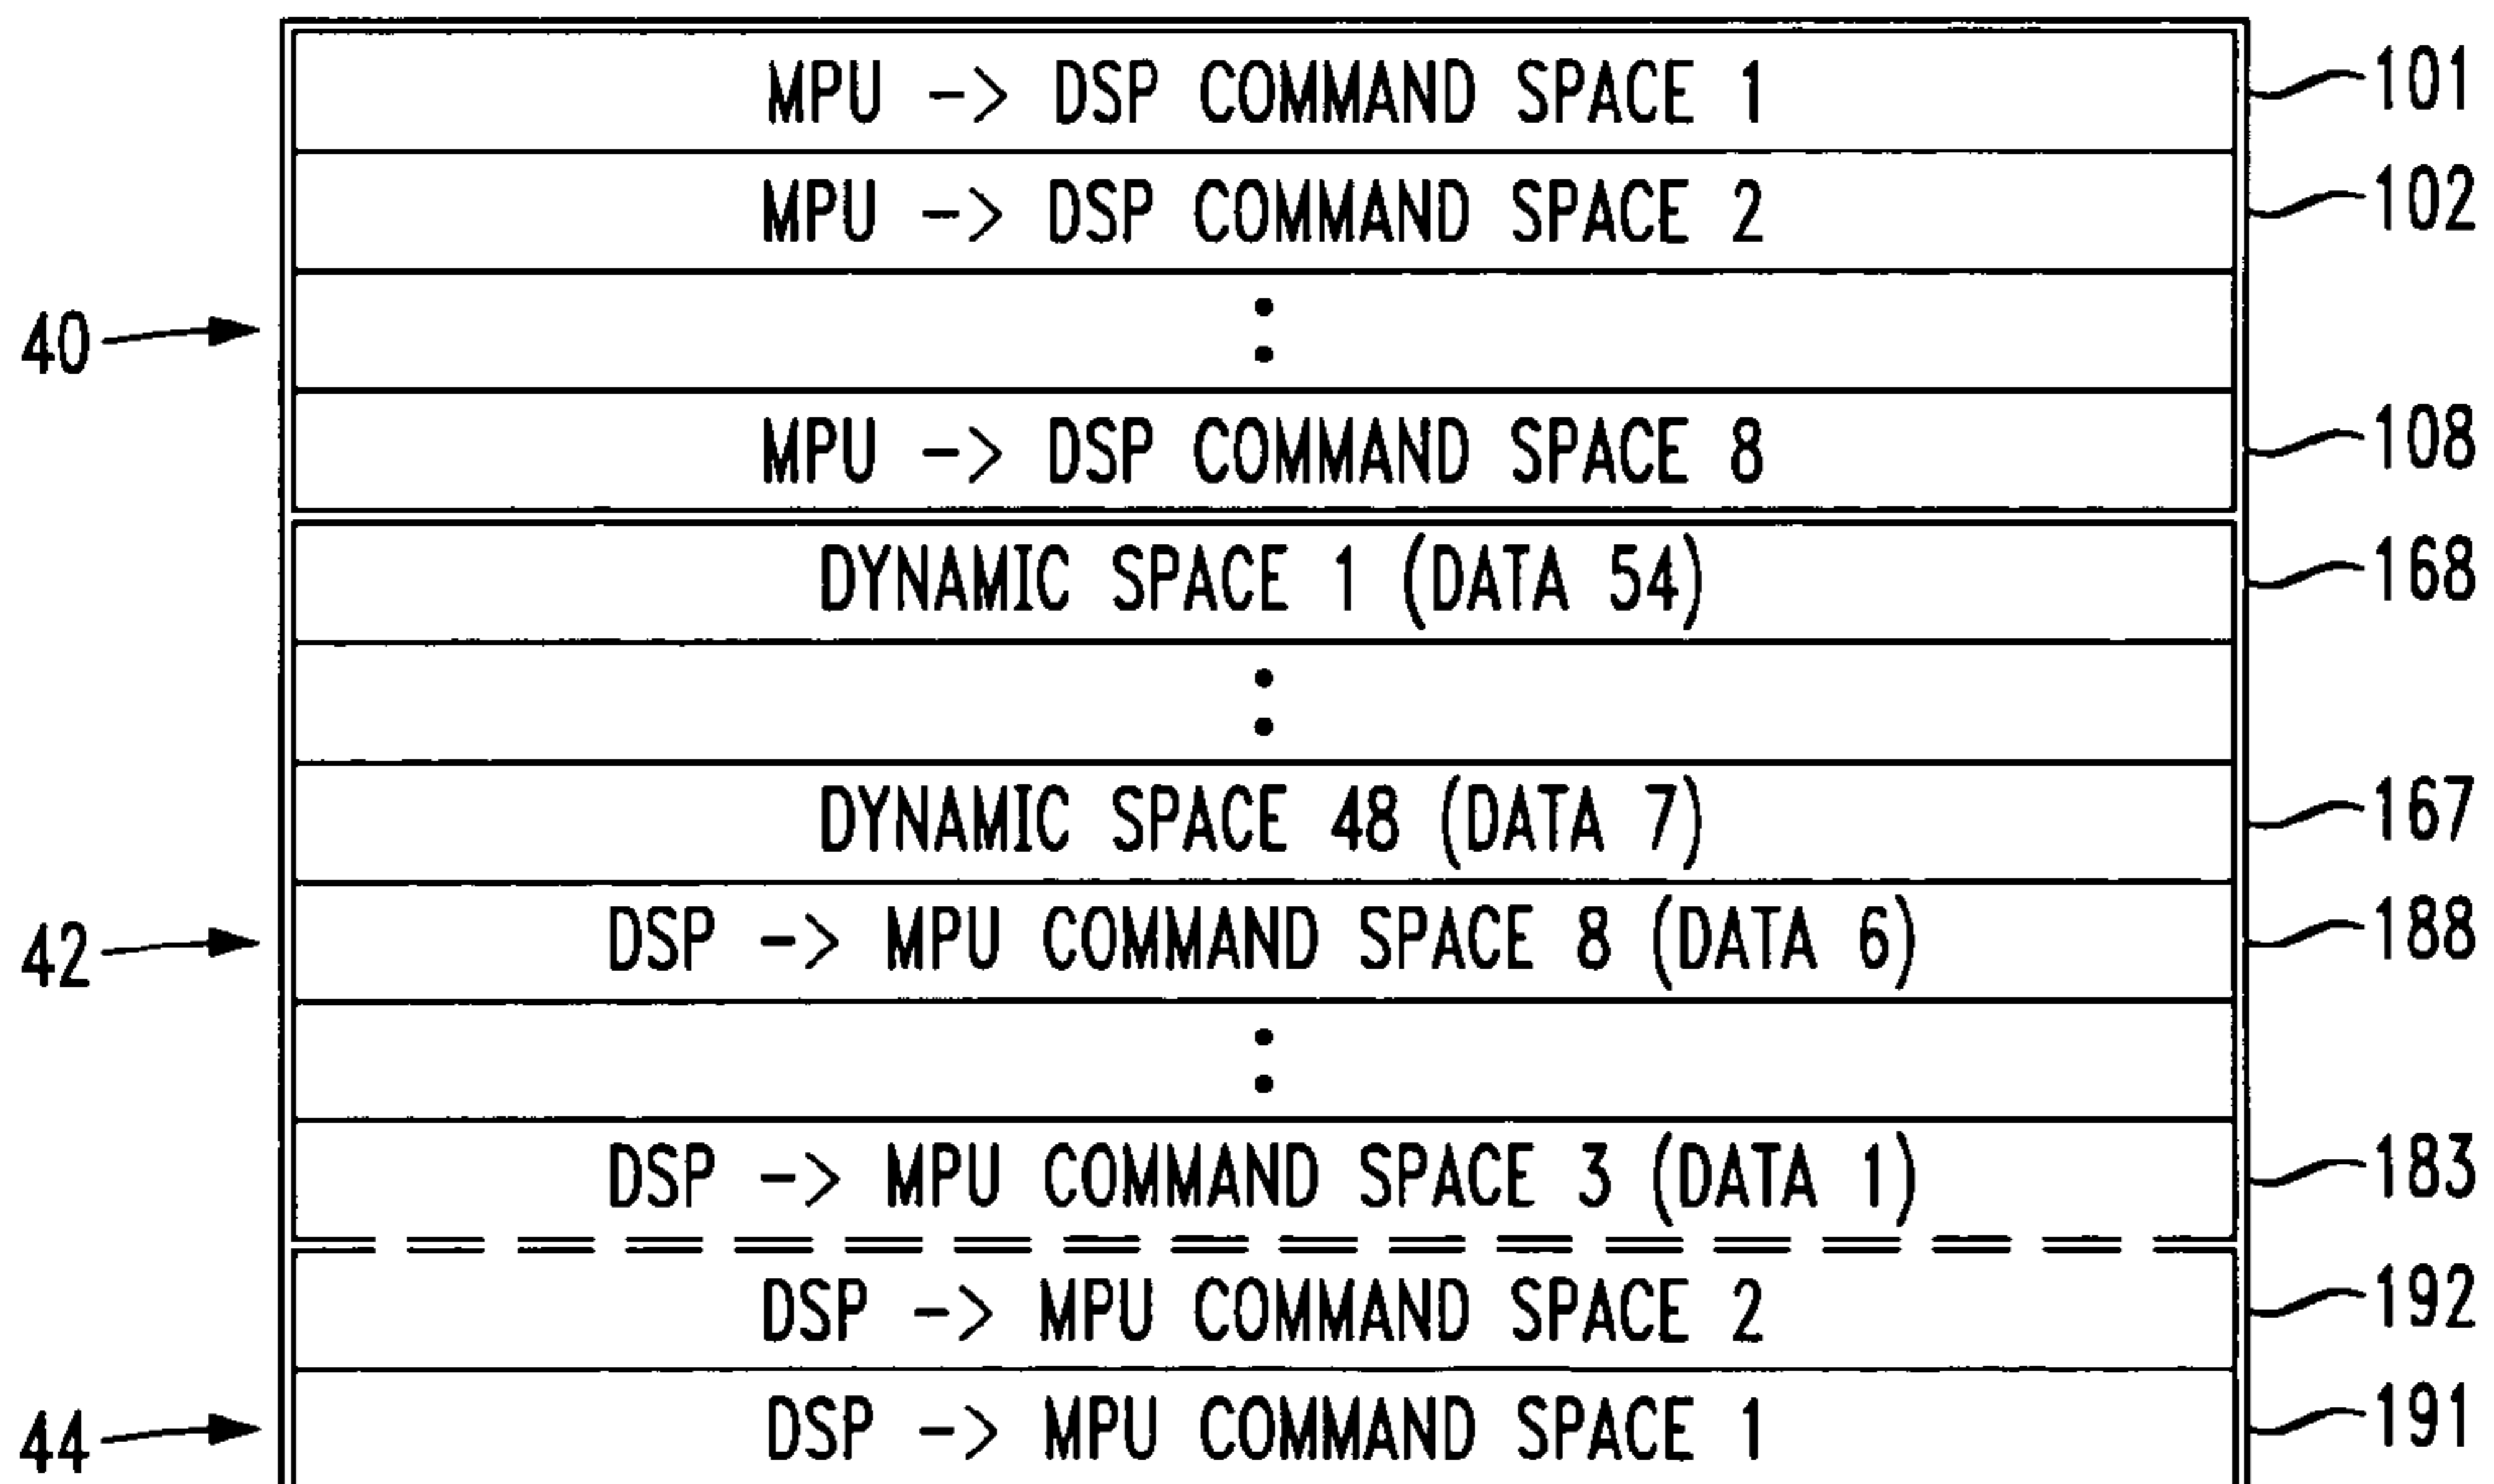 MPU -> DSP COMMAND SPACE 1 101
MPU -> DSP COMMAND SPACE 2 102
40
MPU -> DSP COMMAND SPACE 8 108
DYNAMIC SPACE 1 (DATA 54) 168
DYNAMIC SPACE 48 (DATA 7) 167
42 DSP -> MPU COMMAND SPACE 8 (DATA 6) 188
DSP -> MPU COMMAND SPACE 3 (DATA 1) 183
DSP -> MPU COMMAND SPACE 2 192
44 DSP -> MPU COMMAND SPACE 1 191